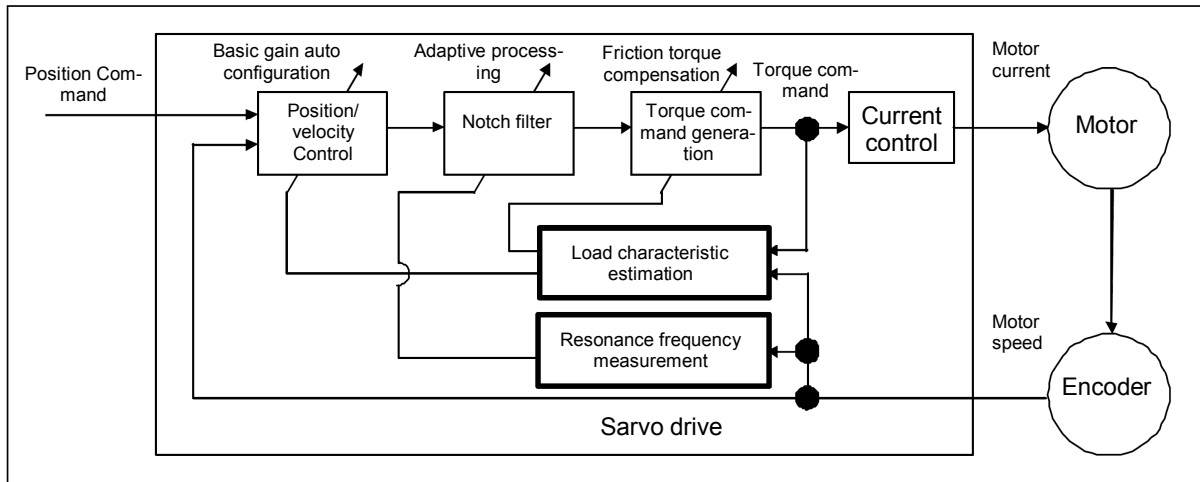 Basic gain auto
configuration
Adaptive process-
ing
Friction torque
compensation
Torque com-
mand
Motor
current
Position Com-
mand
Position/
velocity
Control
Notch filter
Torque com-
mand genera-
tion
Current
control
Motor
Load characteristic
estimation
Resonance frequency
measurement
Motor
speed
Encoder
Sarvo drive